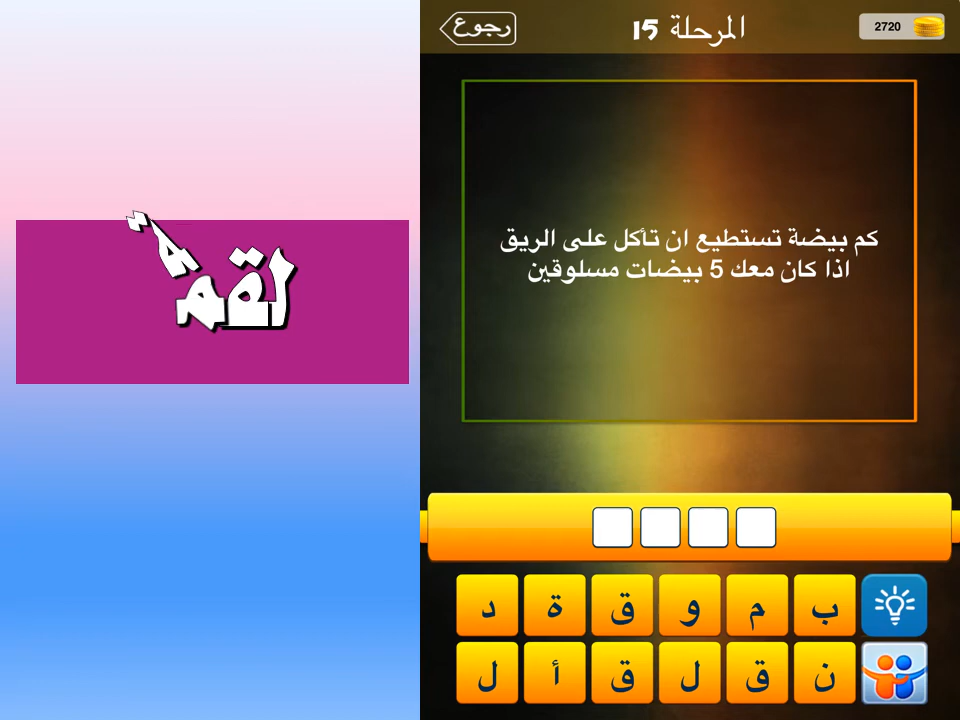 لقمة
رجوع
المرحلة 15
2720
كم بيضة تستطيع ان تأكل على الريق
اذا كان معك 5 بيضات مسلوقين
ب م و ق ة د
ن ق ل ق أ ل